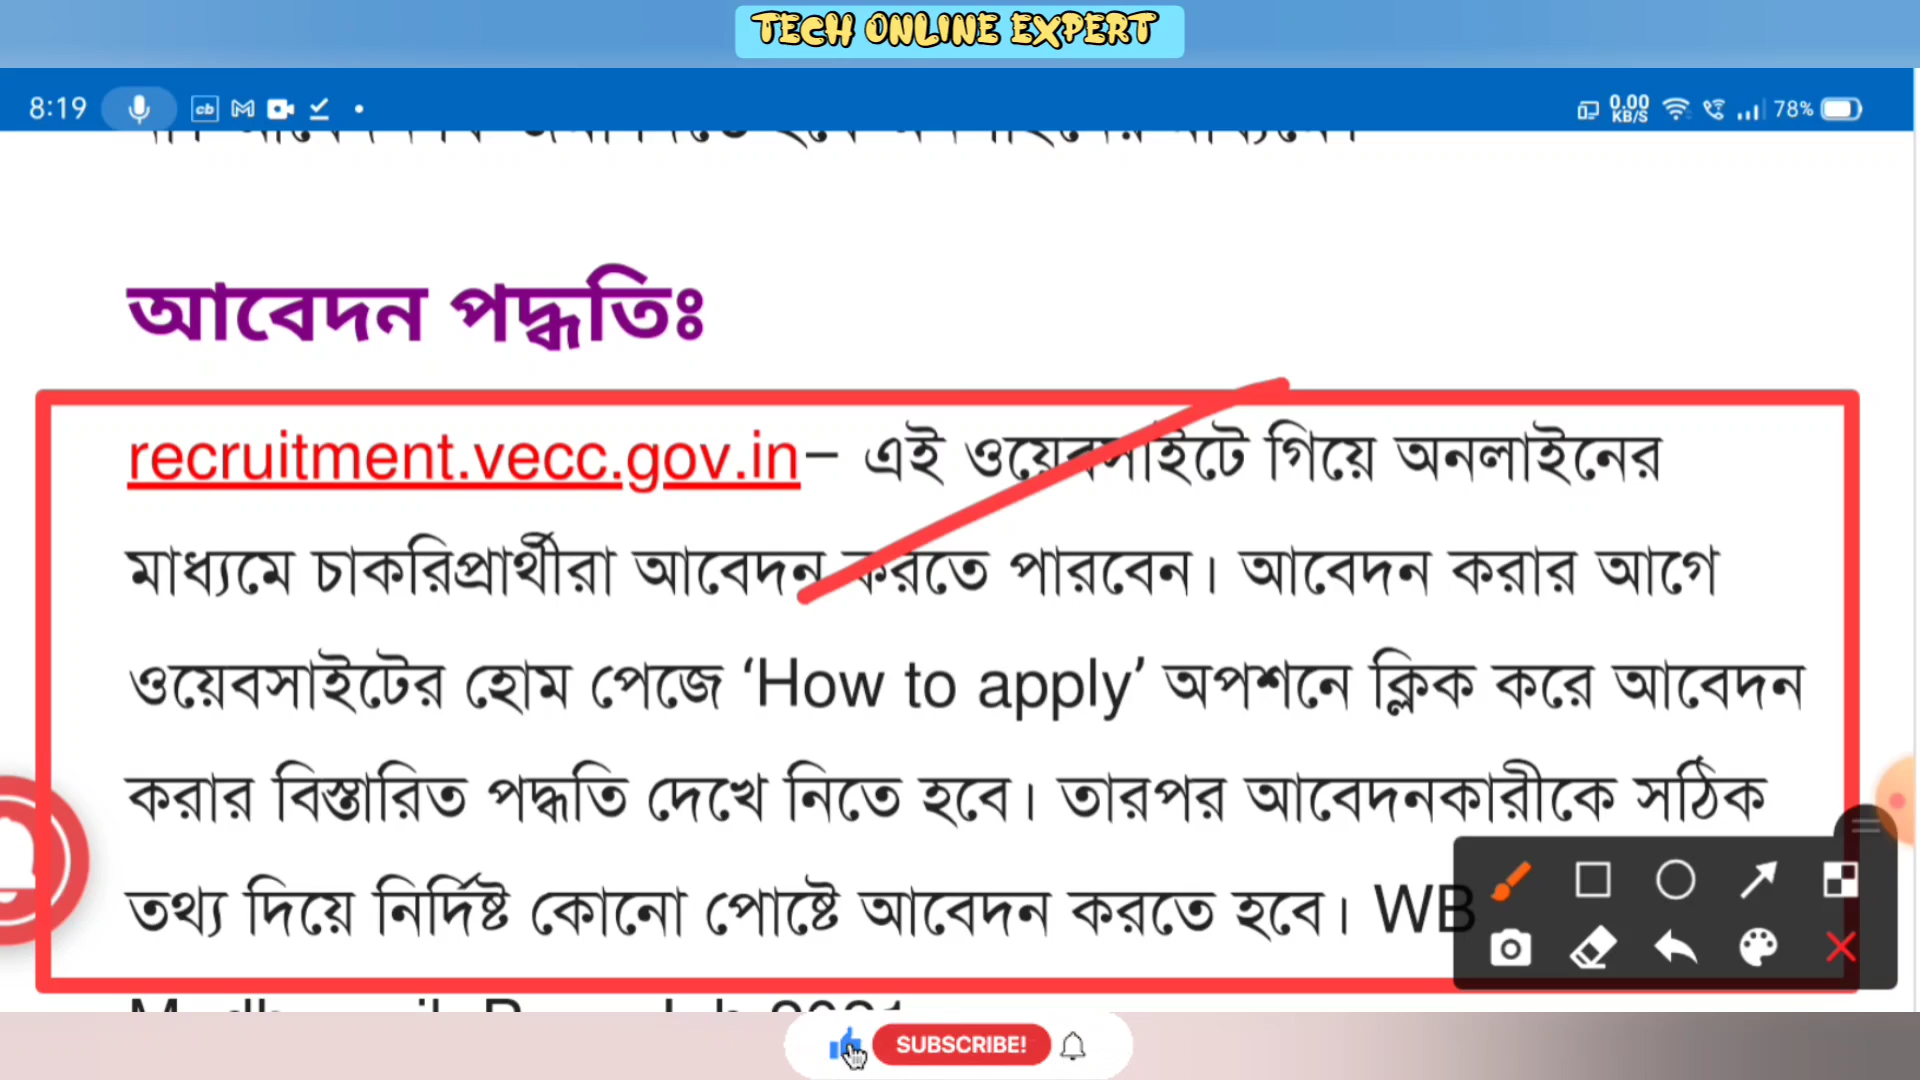 TECH ONLINE EXPERT
8:19
0.00 KB/S 78%
আবেদন পদ্ধতিঃ
recruitment.vecc.gov.in– এই ওয়েবসাইটে গিয়ে অনলাইনের
মাধ্যমে চাকরিপ্রার্থীরা আবেদন করতে পারবেন। আবেদন করার আগে
ওয়েবসাইটের হোম পেজে ‘How to apply’ অপশনে ক্লিক করে আবেদন
করার বিস্তারিত পদ্ধতি দেখে নিতে হবে। তারপর আবেদনকারীকে সঠিক
তথ্য দিয়ে নির্দিষ্ট কোনো পোষ্টে আবেদন করতে হবে। WB
SUBSCRIBE!